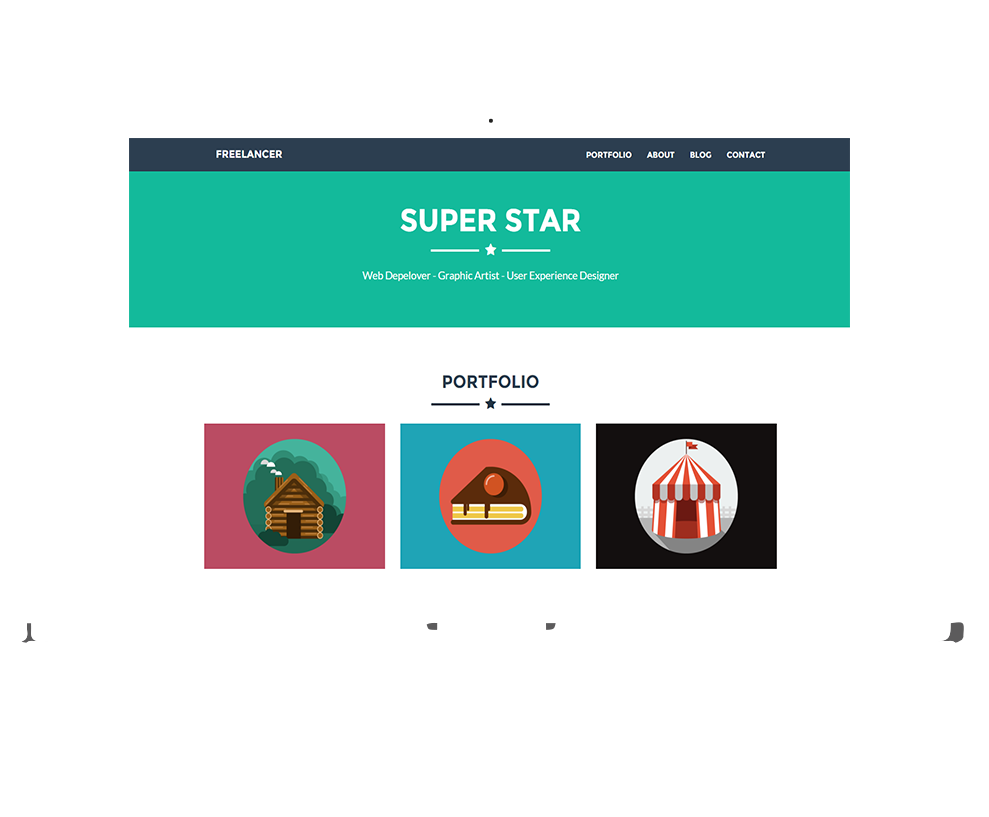 FREELANCER
PORTFOLIO ABOUT BLOG CONTACT
SUPER STAR
Web Depelover - Graphic Artist - User Experience Designer
PORTFOLIO